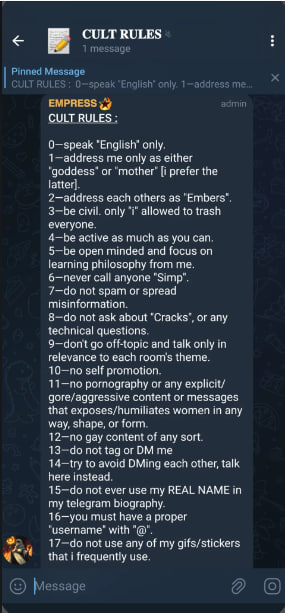 CULT RULES
1 message
Pinned Message
CULT RULES : 0—speak "English" only. 1—address me...
EMPRESS
admin
CULT RULES :
0—speak "English" only.
1—address me only as either
"goddess" or "mother" [i prefer the
latter].
2—address each others as "Embers".
3—be civil. only "i" allowed to trash
everyone.
4—be active as much as you can.
5—be open minded and focus on
learning philosophy from me.
6—never call anyone "Simp".
7—do not spam or spread
misinformation.
8—do not ask about "Cracks", or any
technical questions.
9—don't go off-topic and talk only in
relevance to each room's theme.
10—no self promotion.
11—no pornography or any explicit/
gore/aggressive content or messages
that exposes/humiliates women in any
way, shape, or form.
12—no gay content of any sort.
13—do not tag or DM me
14—try to avoid DMing each other, talk
here instead.
15—do not ever use my REAL NAME in
my telegram biography.
16—you must have a proper
"username" with "@".
17—do not use any of my gifs/stickers
that i frequently use.
Message